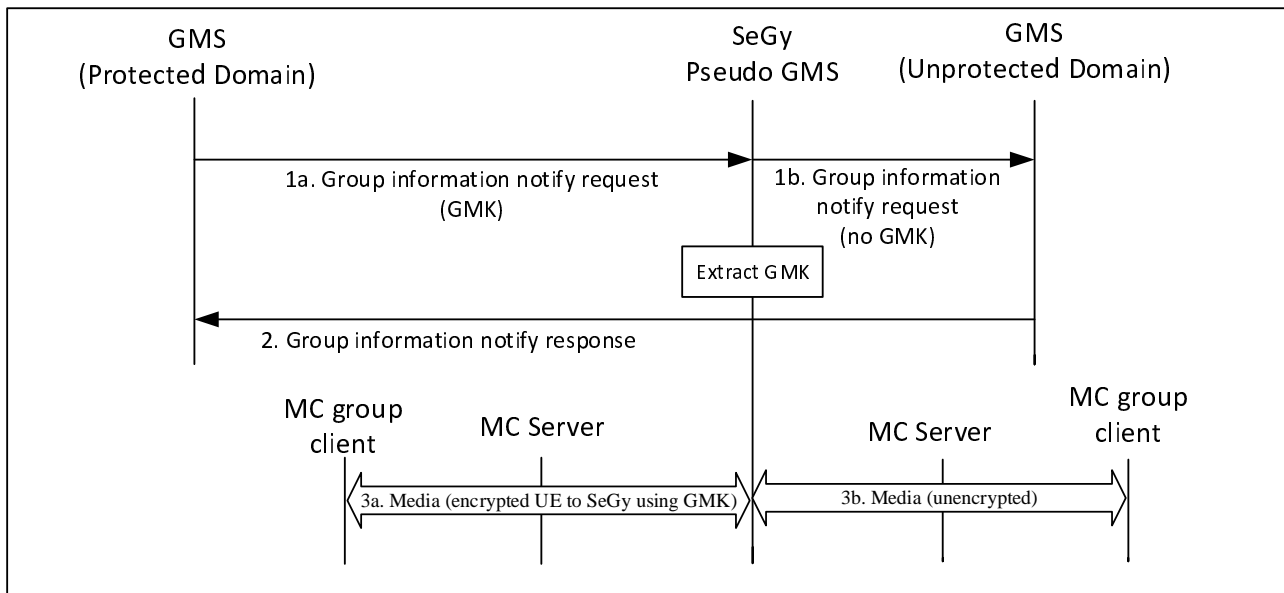 GMS
(Protected Domain)
SeGy
Pseudo GMS
GMS
(Unprotected Domain)
1a. Group information notify request
(GMK)
1b. Group information
notify request
(no GMK)
Extract GMK
2. Group information notify response
MC group
client
MC Server
MC Server
MC group
client
3a. Media (encrypted UE to SeGy using GMK)
3b. Media (unencrypted)